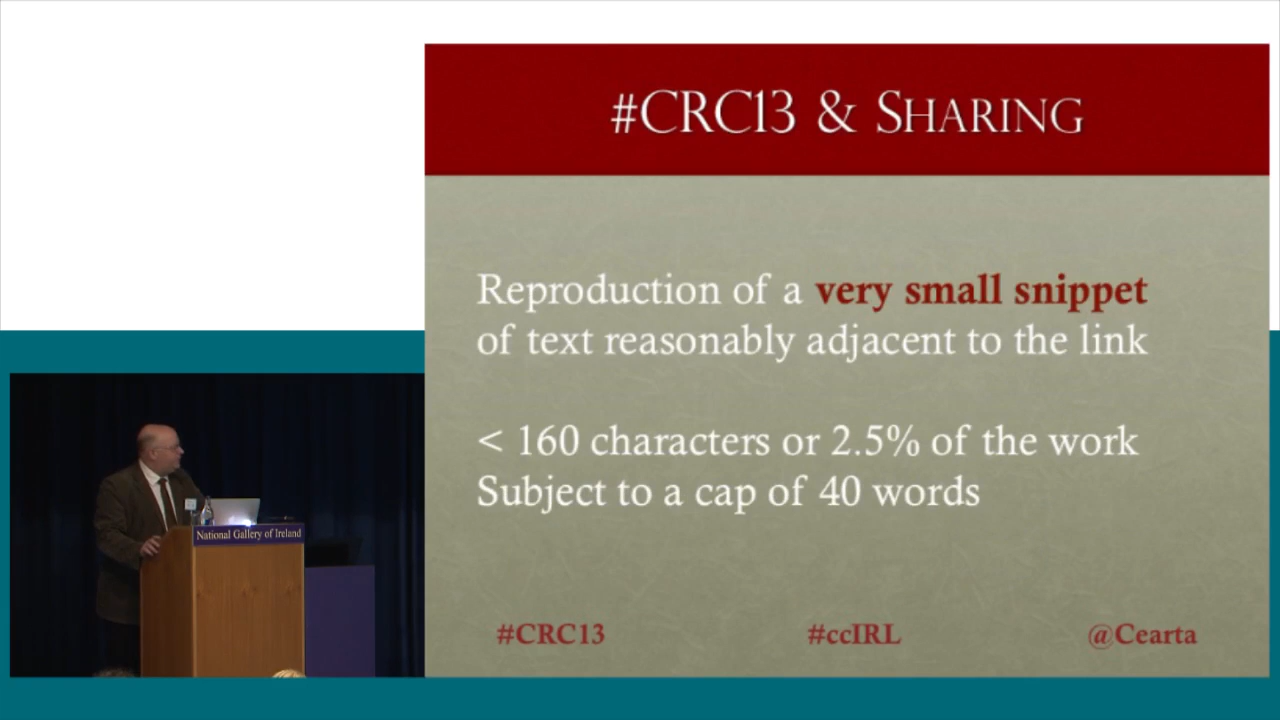 #CRC13 & SHARING
Reproduction of a very small snippet
of text reasonably adjacent to the link
< 160 characters or 2.5% of the work
Subject to a cap of 40 words
#CRC13 #ccIRL @Cearta
National Gallery of Ireland